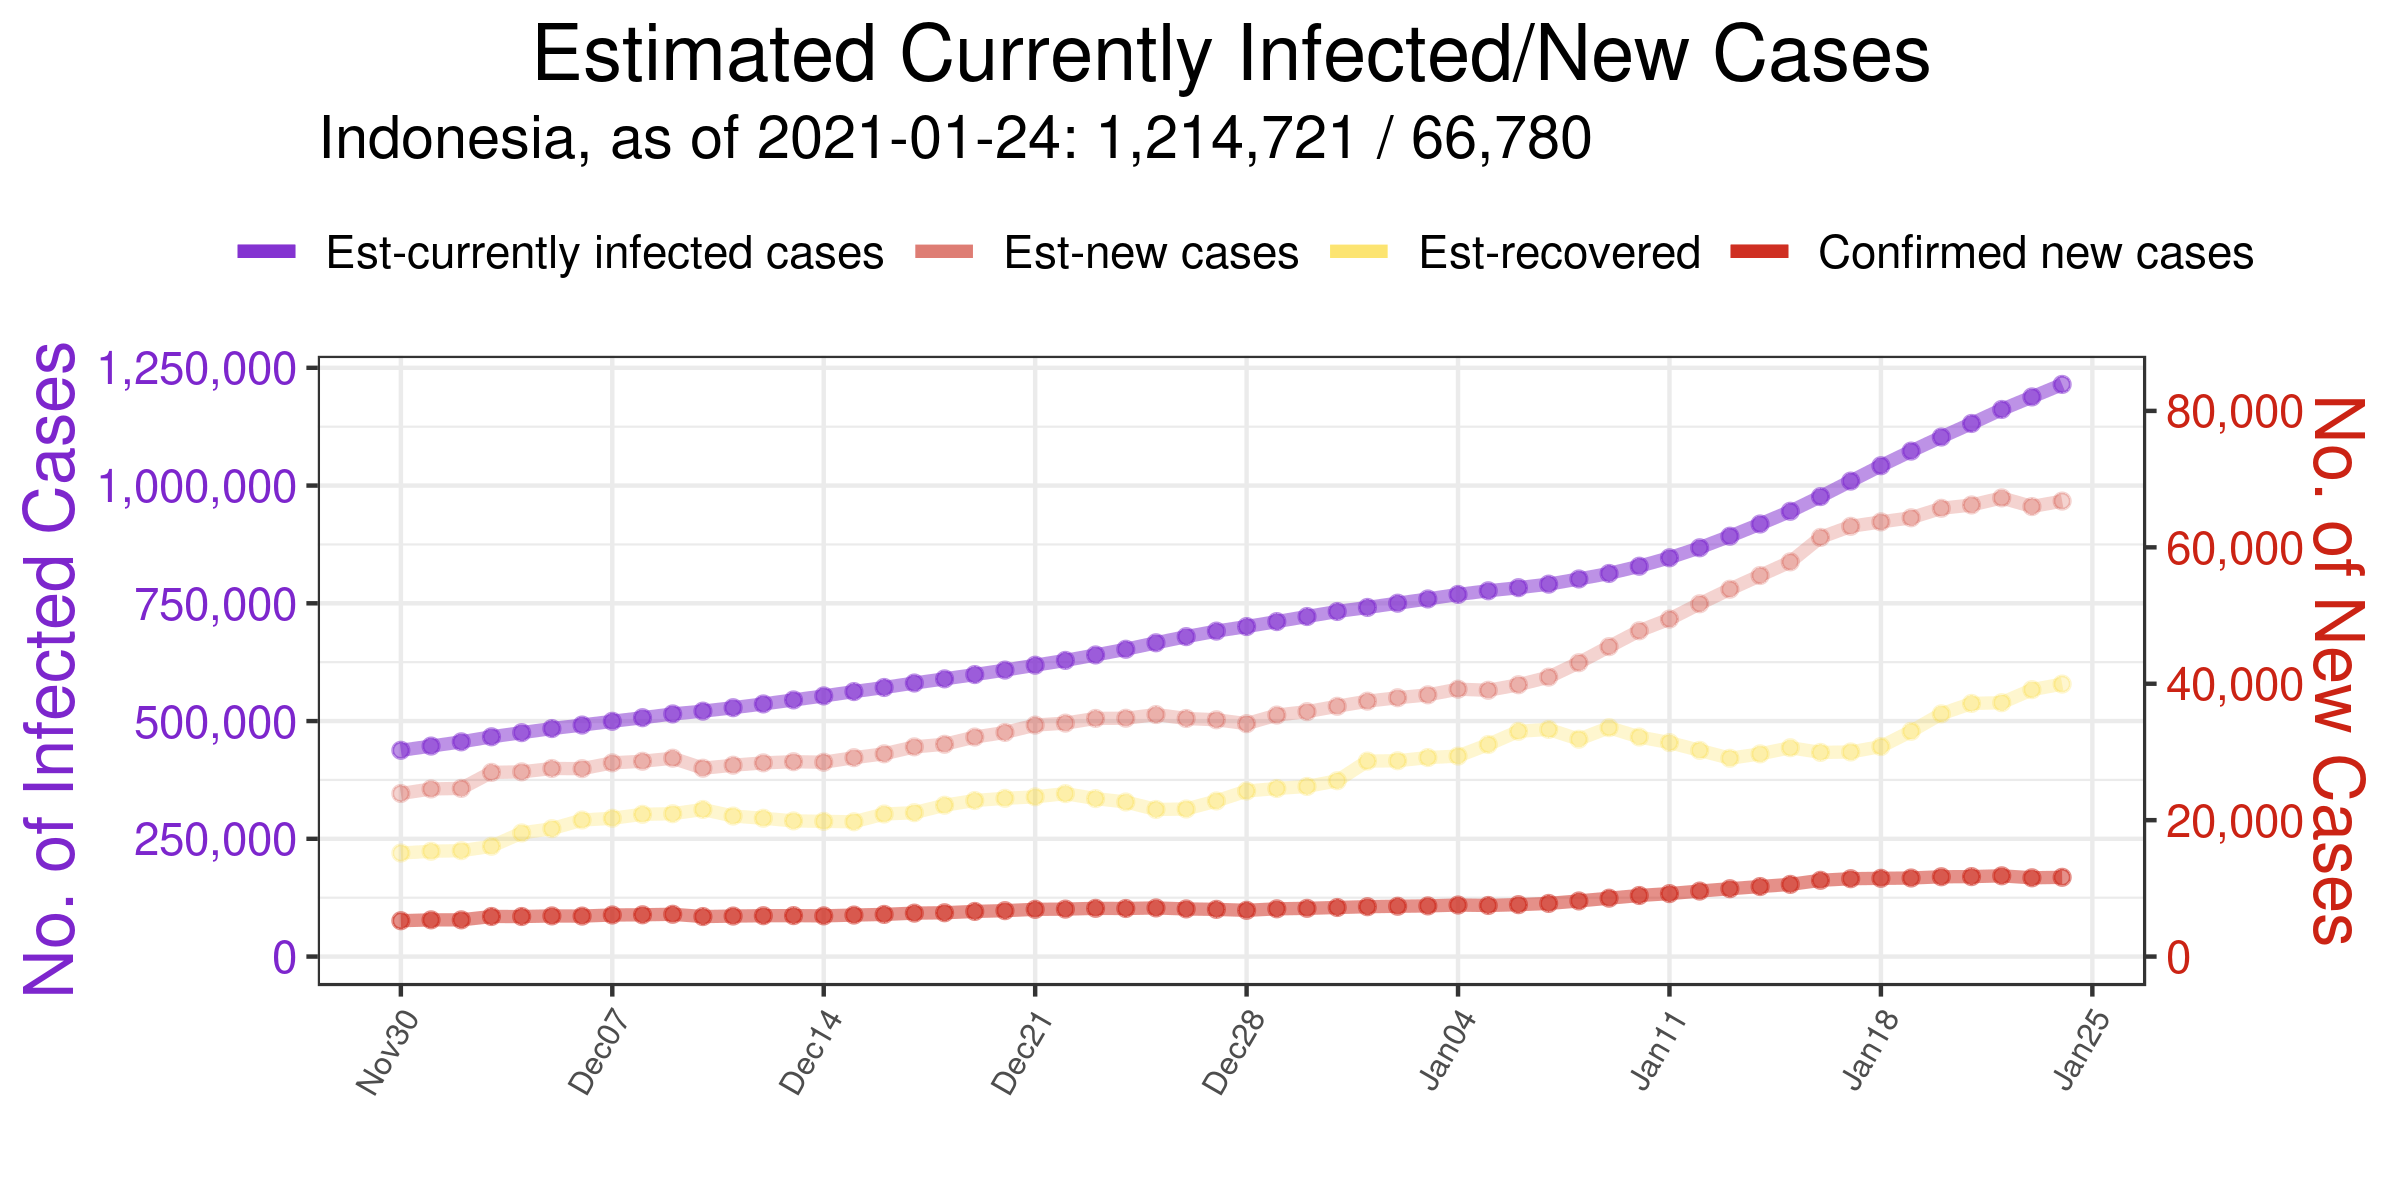 Estimated Currently Infected/New Cases
Indonesia, as of 2021-01-24: 1,214,721 / 66,780
Est-currently infected cases Est-new cases Est-recovered Confirmed new cases
No. of Infected Cases
1,250,000
1,000,000
750,000
500,000
250,000
0
80,000
60,000
40,000
20,000
0
No. of New Cases
Nov30 Dec07 Dec14 Dec21 Dec28 Jan04 Jan11 Jan18 Jan25